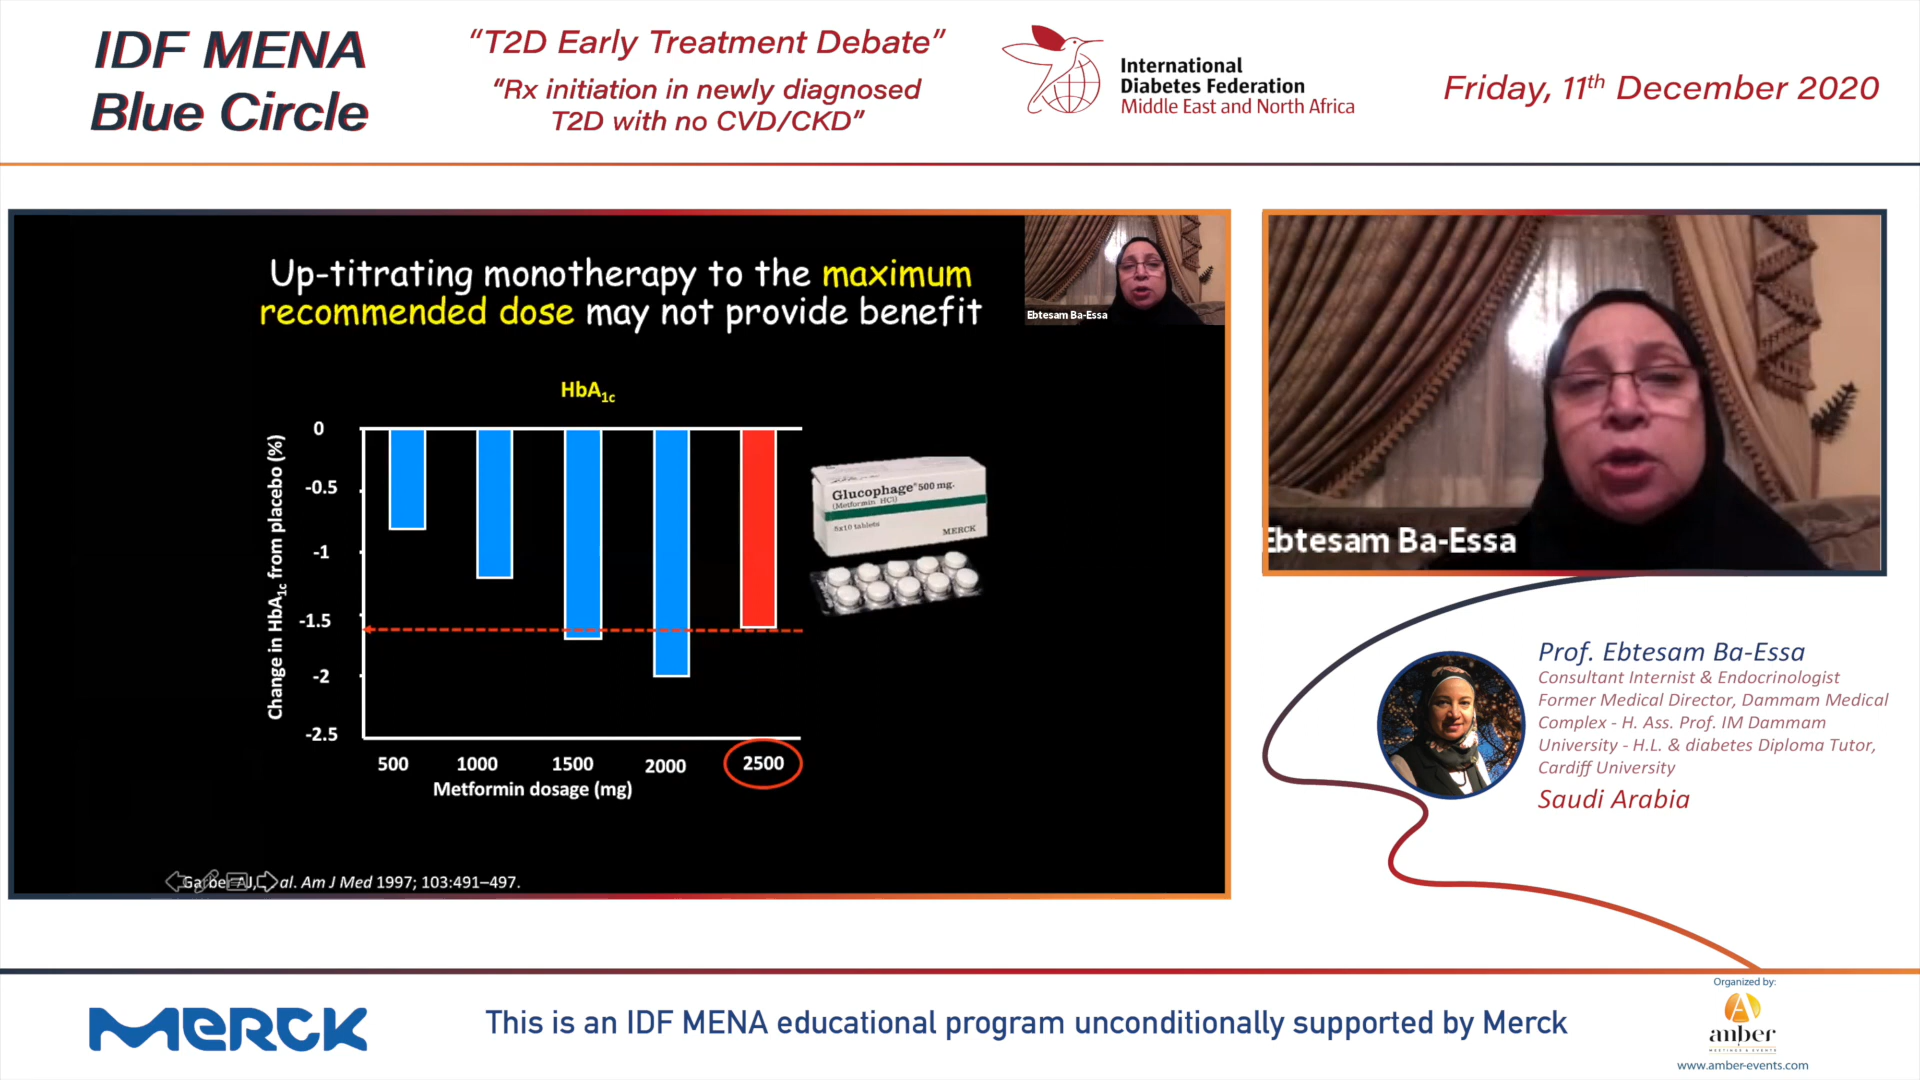 IDF MENA
Blue Circle
“T2D Early Treatment Debate”
“Rx initiation in newly diagnosed
T2D with no CVD/CKD”
International
Diabetes Federation
Middle East and North Africa
Friday, 11th December 2020
Up-titrating monotherapy to the maximum
recommended dose may not provide benefit
Ebtesam Ba-Essa
HbA1c
Change in HbA1c from placebo (%)
0
-0.5
-1
-1.5
-2
-2.5
500 1000 1500 2000 2500
Metformin dosage (mg)
Glucophage® 500 mg.
(Metformin HCl)
5x10 tablets
MERCK
al. Am J Med 1997; 103:491–497.
Ebtesam Ba-Essa
Prof. Ebtesam Ba-Essa
Consultant Internist & Endocrinologist
Former Medical Director, Dammam Medical
Complex - H. Ass. Prof. IM Dammam
University - H.L. & diabetes Diploma Tutor,
Cardiff University
Saudi Arabia
MERCK
This is an IDF MENA educational program unconditionally supported by Merck
Organized by:
amber
MEETINGS & EVENTS
www.amber-events.com